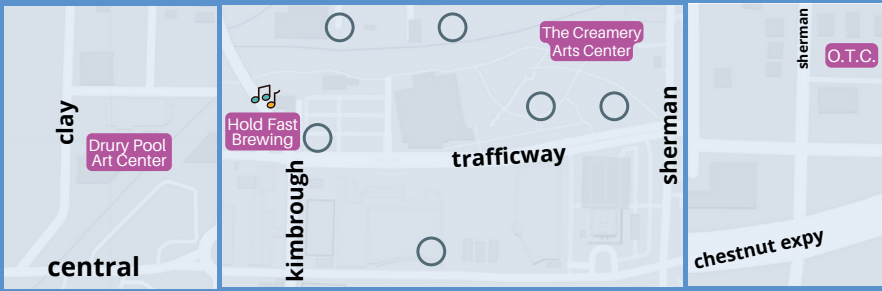 clay
Drury Pool
Art Center
central
The Creamery
Arts Center
Hold Fast
Brewing
trafficway
kimbrough
sherman
sherman
O.T.C.
chestnut expy